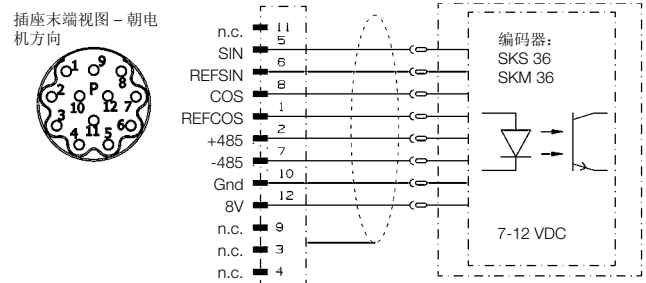 插座末端视图 – 朝电
机方向
1 9
8
2 P
10 12 7
3
11 6
4 5
n.c. 11
SIN 5
REFSIN 6
COS 8
REFCOS 1
+485 2
-485 7
Gnd 10
8V 12
n.c. 9
n.c. 3
n.c. 4
编码器：
SKS 36
SKM 36
7-12 VDC